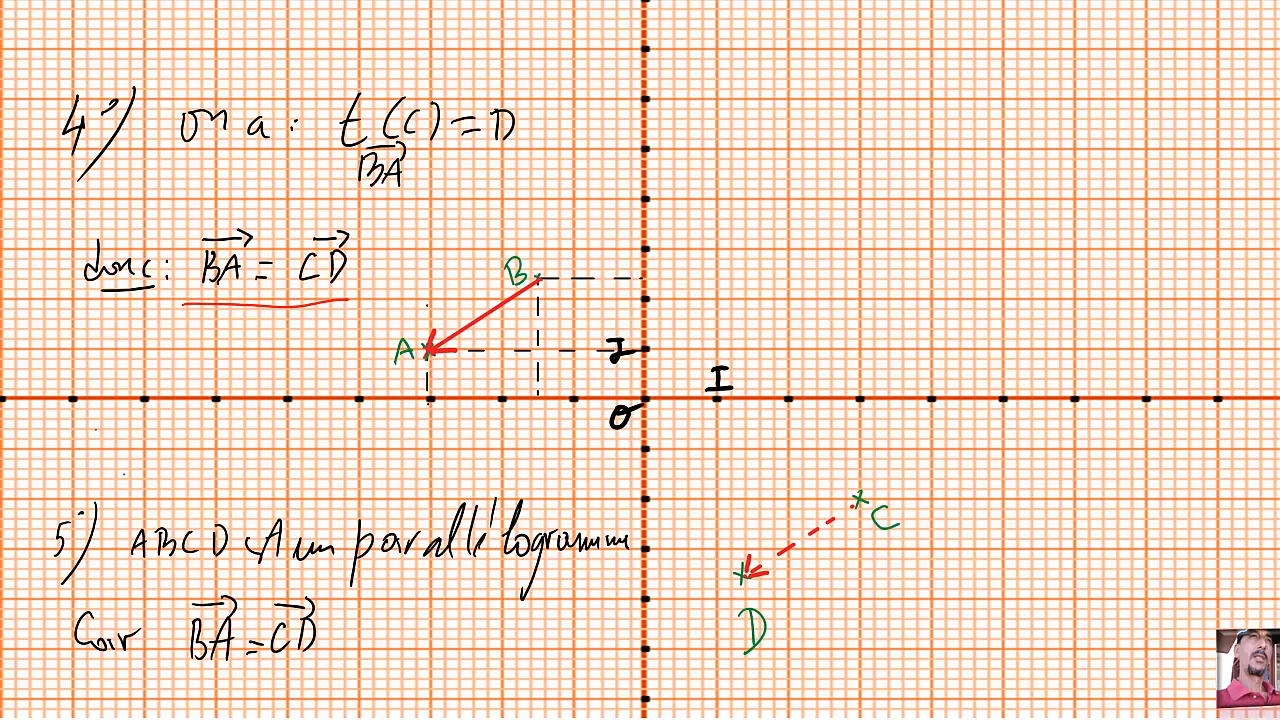 4°) on a : t (C) = D
BA
donc : BA = CD
B
A
J
I
O
C
5°) ABCD est un parallélogramme
D
Car BA = CD